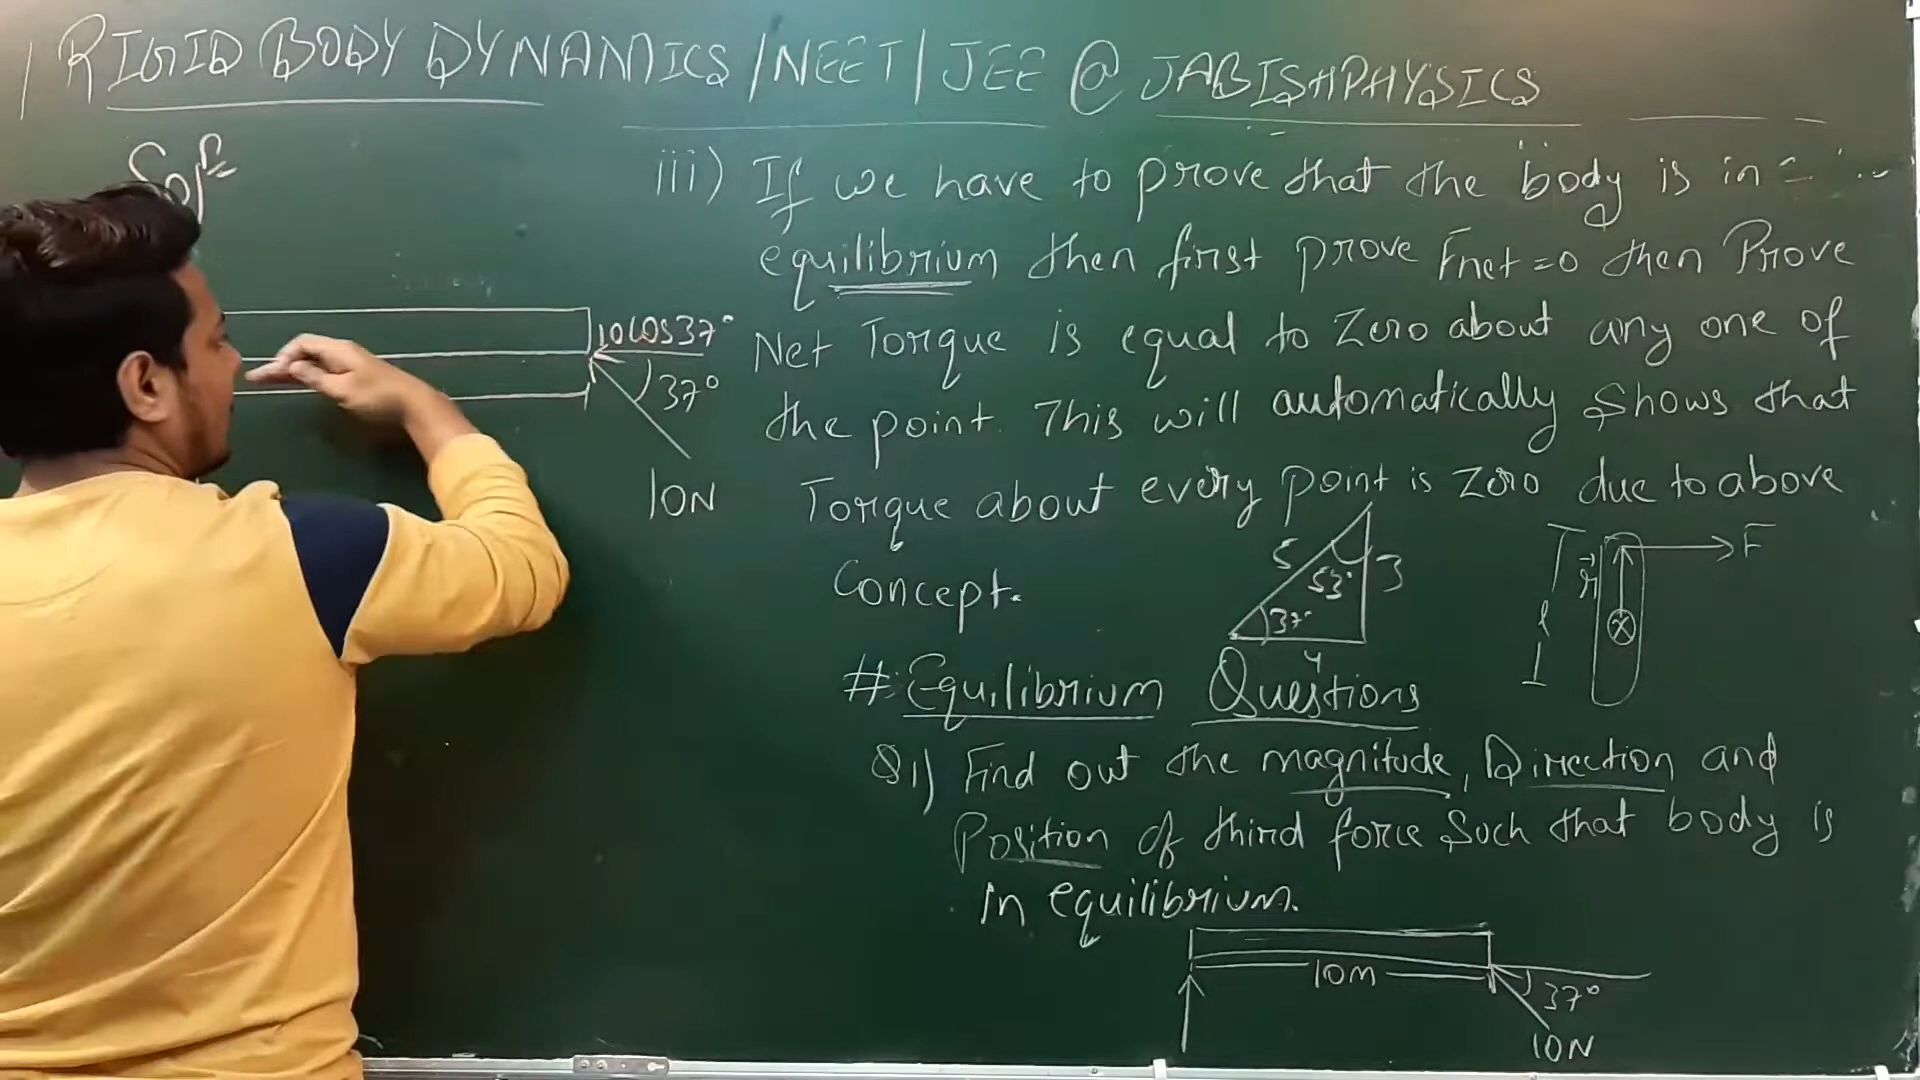 RIGID BODY DYNAMICS /NEET/JEE @ JABISHPHYSICS
Solⁿ
iii) If we have to prove that the body is in
equilibrium then first prove Fnet=0 then Prove
Net Torque is equal to Zero about any one of
the point. This will automatically Shows that
Torque about every point is Zero due to above
Concept.
10cos37°
37°
10N
5
53°
3
37°
4
r⃗
F
l
x
# Equilibrium Questions
Q1) Find out the magnitude, Direction and
Position of third force Such that body is
in equilibrium.
10M
37°
10N